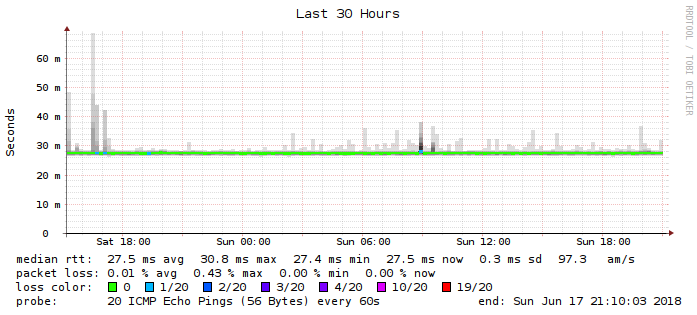 Last 30 Hours
RRDTOOL / TOBI OETIKER
Seconds
60 m
50 m
40 m
30 m
20 m
10 m
0
Sat 18:00 Sun 00:00 Sun 06:00 Sun 12:00 Sun 18:00
median rtt: 27.5 ms avg 30.8 ms max 27.4 ms min 27.5 ms now 0.3 ms sd 97.3 am/s
packet loss: 0.01 % avg 0.43 % max 0.00 % min 0.00 % now
loss color: 0 1/20 2/20 3/20 4/20 10/20 19/20
probe: 20 ICMP Echo Pings (56 Bytes) every 60s end: Sun Jun 17 21:10:03 2018